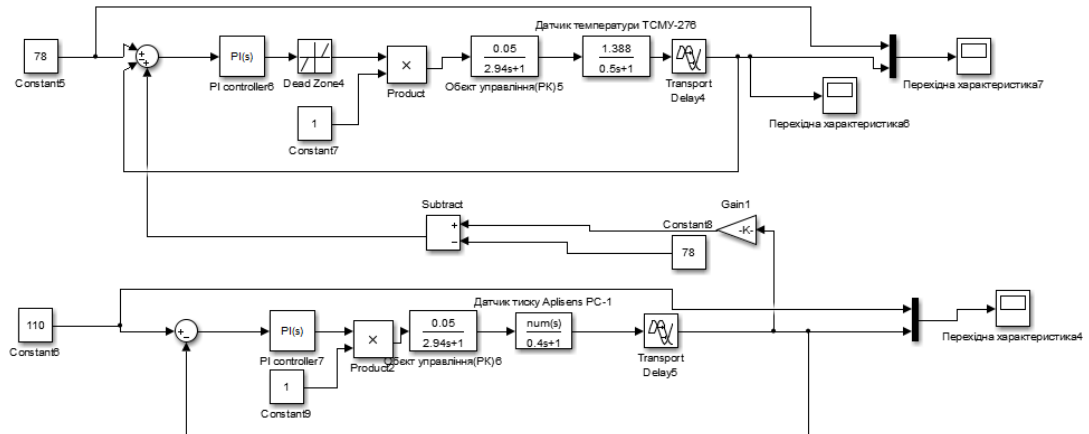 Датчик температури ТСМУ-276
78
Constant5
PI(s)
PI controller6
Dead Zone4
×
Product
1
Constant7
0.05
2.94s+1
Обєкт управління(РК)5
1.388
0.5s+1
Transport
Delay4
Перехідна характеристика6
Перехідна характеристика7
Subtract
+
−
Constant8
78
Gain1
-K-
Датчик тиску Aplisens PC-1
110
Constant6
PI(s)
PI controller7
×
Product2
1
Constant9
0.05
2.94s+1
Обєкт управління(РК)6
num(s)
0.4s+1
Transport
Delay5
Перехідна характеристика4